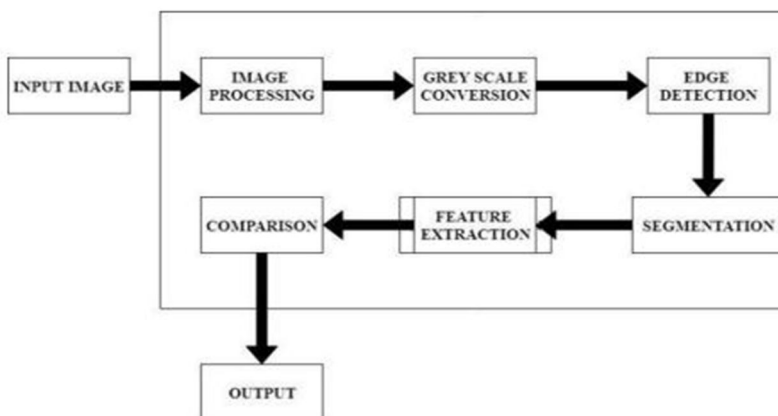 INPUT IMAGE
IMAGE
PROCESSING
GREY SCALE
CONVERSION
EDGE
DETECTION
SEGMENTATION
FEATURE
EXTRACTION
COMPARISON
OUTPUT